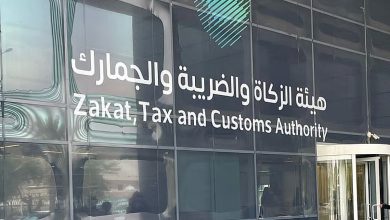 هيئة الزكاة والضريبة والجمارك
Zakat, Tax and Customs Authority